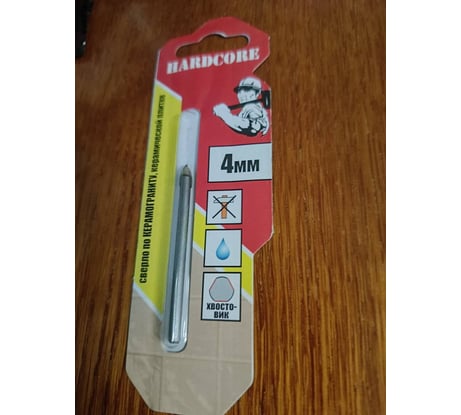 HARDCORE
4мм
сверло по КЕРАМОГРАНИТУ, керамической плитке
ХВОСТО-
ВИК